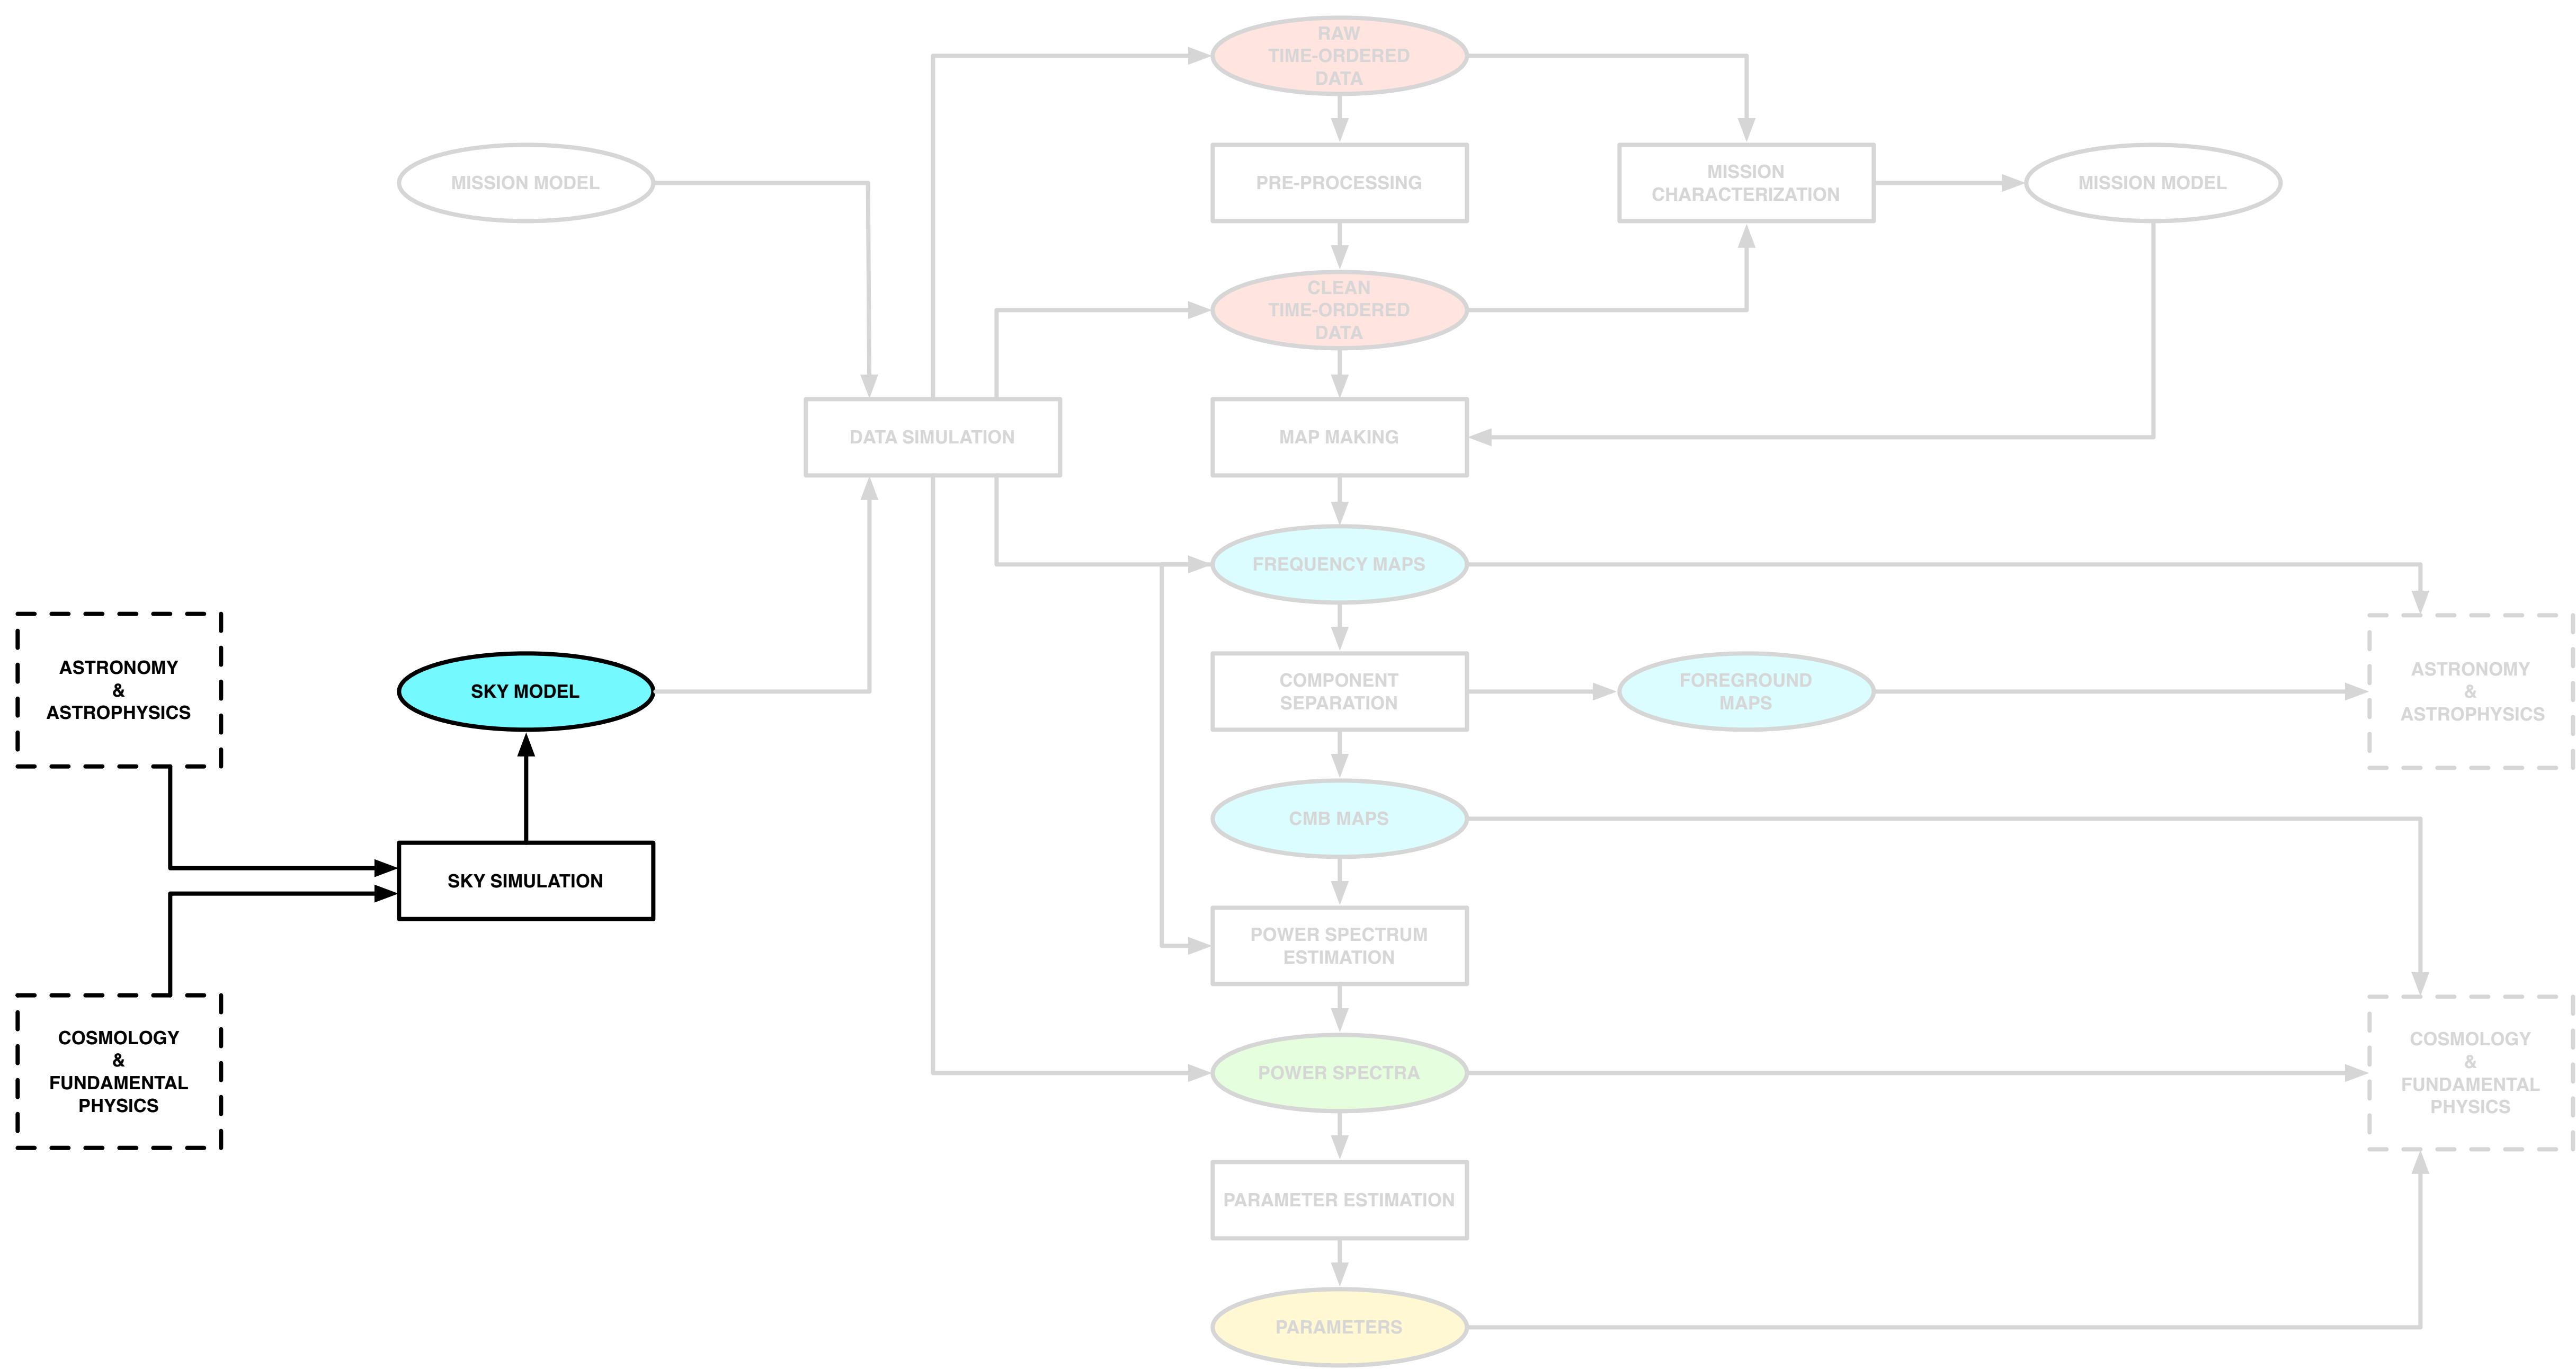 RAW
TIME-ORDERED
DATA
MISSION MODEL
PRE-PROCESSING
MISSION
CHARACTERIZATION
MISSION MODEL
CLEAN
TIME-ORDERED
DATA
DATA SIMULATION
MAP MAKING
FREQUENCY MAPS
ASTRONOMY
&
ASTROPHYSICS
SKY MODEL
COMPONENT
SEPARATION
FOREGROUND
MAPS
ASTRONOMY
&
ASTROPHYSICS
CMB MAPS
SKY SIMULATION
POWER SPECTRUM
ESTIMATION
COSMOLOGY
&
FUNDAMENTAL
PHYSICS
POWER SPECTRA
COSMOLOGY
&
FUNDAMENTAL
PHYSICS
PARAMETER ESTIMATION
PARAMETERS